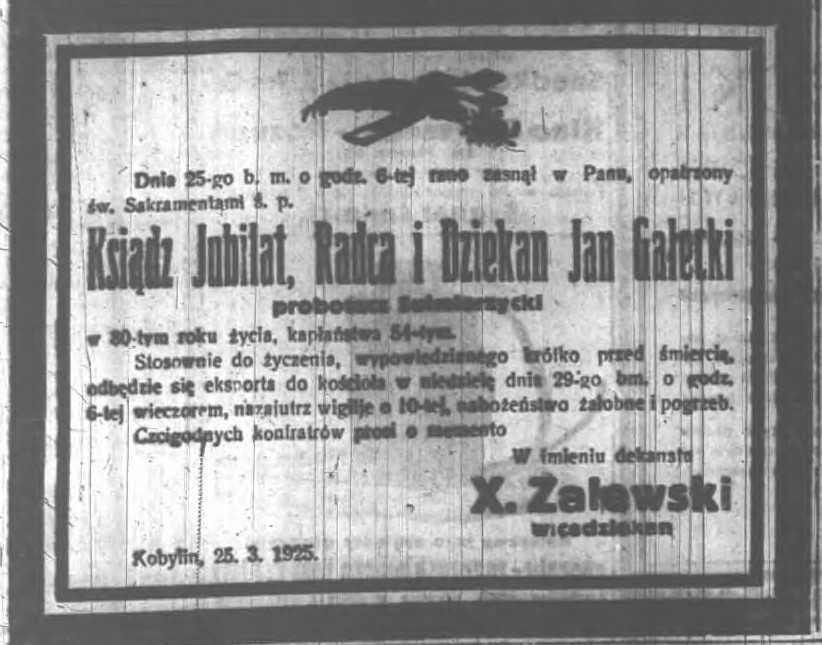 Dnia 25-go b. m. o godz. 6-tej rano zasnął w Panu, opatrzony
św. Sakramentami ś. p.
Ksiądz Jubilat, Radca i Dziekan Jan Gałecki
proboszcz Sulmierzycki
w 80-tym roku życia, kapłaństwa 54-tym.
Stosownie do życzenia, wypowiedzianego krótko przed śmiercią,
odbędzie się eksporta do kościoła w niedzielę dnia 29-go bm. o godz.
6-tej wieczorem, nazajutrz wigilje o 10-tej, nabożeństwo żałobne i pogrzeb.
Czcigodnych konfratrów prosi o memento
W imieniu dekanatu
X. Zalewski
wicedziekan
Kobylin, 25. 3. 1925.